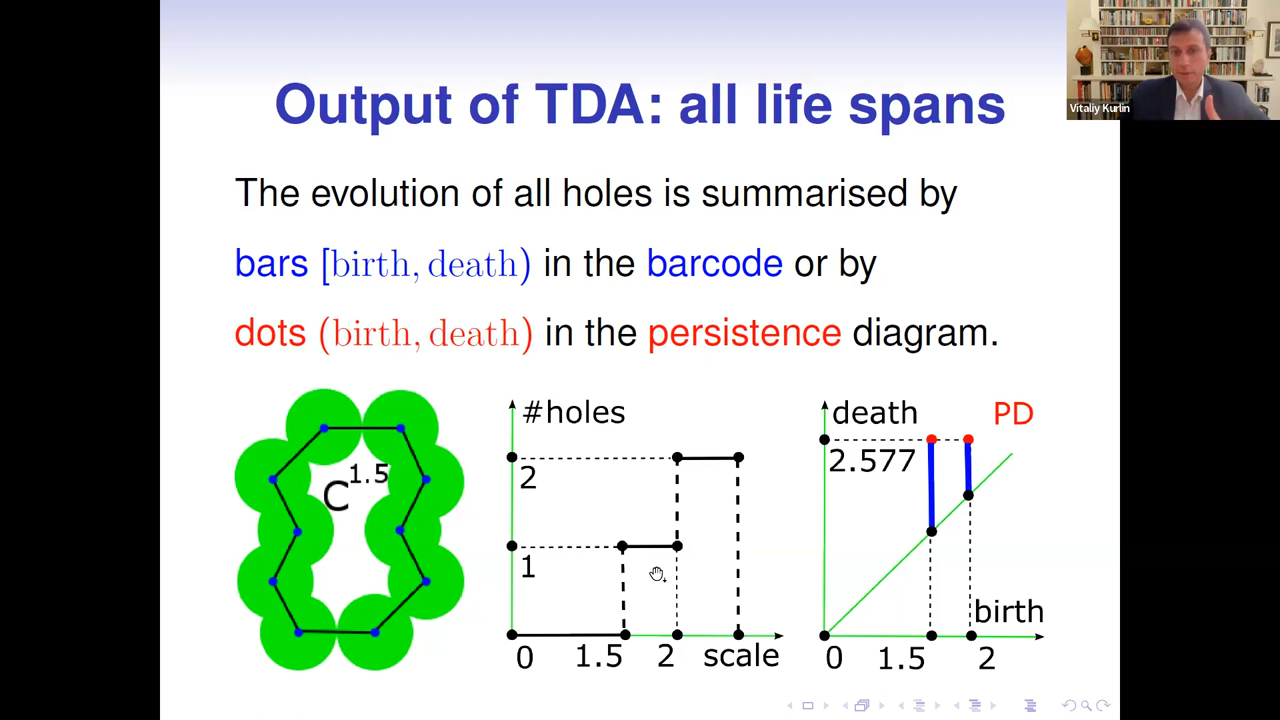 Output of TDA: all life spans
Vitaliy Kurlin
The evolution of all holes is summarised by
bars [birth, death) in the barcode or by
dots (birth, death) in the persistence diagram.
C^1.5
#holes
2
1
0 1.5 2 scale
death PD
2.577
birth
0 1.5 2